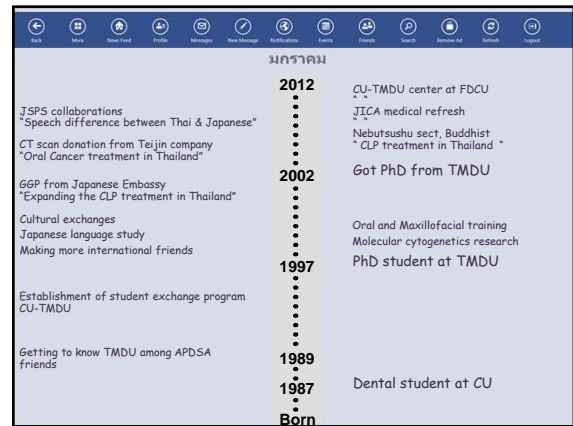 Back
More
News Feed
Profile
Messages
New Message
Notifications
Events
Friends
Search
Remove Ad
Refresh
Logout
มกราคม
2012
CU-TMDU center at FDCU
“ “
JSPS collaborations
“Speech difference between Thai & Japanese”
JICA medical refresh
“ “
CT scan donation from Teijin company
“Oral Cancer treatment in Thailand”
Nebutsushu sect, Buddhist
“ CLP treatment in Thailand “
2002
Got PhD from TMDU
GGP from Japanese Embassy
“Expanding the CLP treatment in Thailand”
Cultural exchanges
Japanese language study
Making more international friends
Oral and Maxillofacial training
Molecular cytogenetics research
1997
PhD student at TMDU
Establishment of student exchange program
CU-TMDU
Getting to know TMDU among APDSA
friends
1989
1987
Dental student at CU
Born